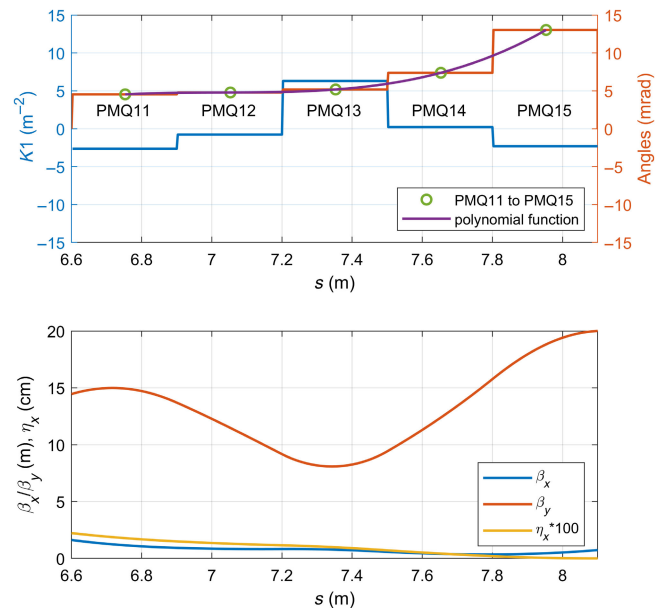 15
10
5
0
−5
−10
−15
K1 (m⁻²)
15
10
5
0
−5
−10
−15
Angles (mrad)
PMQ11 PMQ12 PMQ13 PMQ14 PMQ15
PMQ11 to PMQ15
polynomial function
6.6 6.8 7 7.2 7.4 7.6 7.8 8
s (m)
20
15
10
5
0
βx/βy (m), ηx (cm)
βx
βy
ηx*100
6.6 6.8 7 7.2 7.4 7.6 7.8 8
s (m)